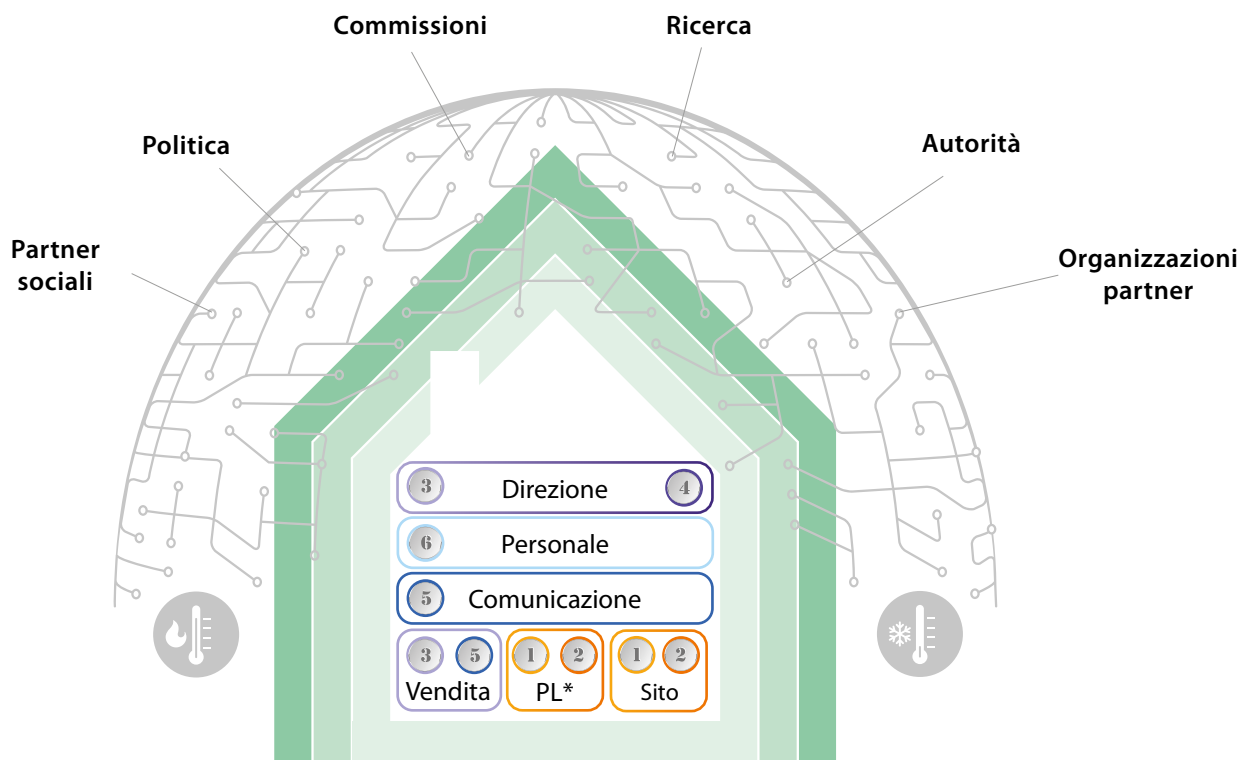 Commissioni
Ricerca
Politica
Autorità
Partner
sociali
Organizzazioni
partner
3 Direzione 4
6 Personale
5 Comunicazione
3 5 1 2 1 2
Vendita PL* Sito